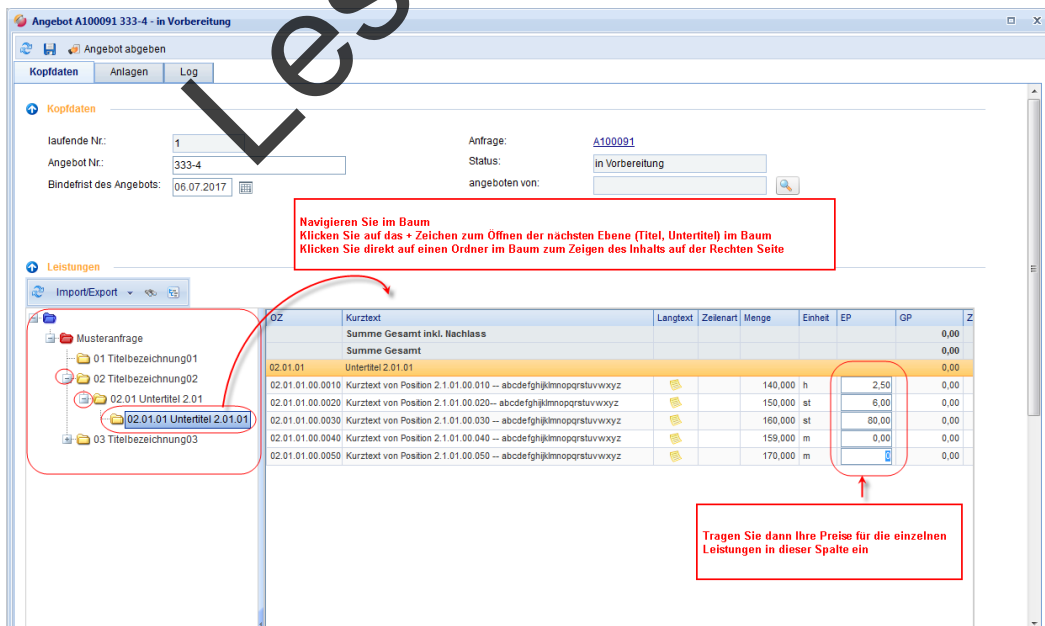 Angebot A100091 333-4 - in Vorbereitung
Angebot abgeben
Kopfdaten Anlagen Log
Kopfdaten
laufende Nr.: 1 Anfrage: A100091
Angebot Nr.: 333-4 Status: in Vorbereitung
Bindefrist des Angebots: 06.07.2017 angeboten von:
Navigieren Sie im Baum
Klicken Sie auf das + Zeichen zum Öffnen der nächsten Ebene (Titel, Untertitel) im Baum
Klicken Sie direkt auf einen Ordner im Baum zum Zeigen des Inhalts auf der Rechten Seite
Leistungen
Import/Export
Musteranfrage
01 Titelbezeichnung01
02 Titelbezeichnung02
02.01 Untertitel 2.01
02.01.01 Untertitel 2.01.01
03 Titelbezeichnung03
OZ Kurztext Langtext Zeilenart Menge Einheit EP GP Z
Summe Gesamt inkl. Nachlass 0,00
Summe Gesamt 0,00
02.01.01 Untertitel 2.01.01 0,00
02.01.01.00.0010 Kurztext von Position 2.1.01.00.010 -- abcdefghijklmnopqrstuvwxyz 140,000 h 2,50 0,00
02.01.01.00.0020 Kurztext von Position 2.1.01.00.020-- abcdefghijklmnopqrstuvwxyz 150,000 st 6,00 0,00
02.01.01.00.0030 Kurztext von Position 2.1.01.00.030 -- abcdefghijklmnopqrstuvwxyz 160,000 st 80,00 0,00
02.01.01.00.0040 Kurztext von Position 2.1.01.00.040 -- abcdefghijklmnopqrstuvwxyz 159,000 m 0,00 0,00
02.01.01.00.0050 Kurztext von Position 2.1.01.00.050 -- abcdefghijklmnopqrstuvwxyz 170,000 m 0 0,00
Tragen Sie dann Ihre Preise für die einzelnen
Leistungen in dieser Spalte ein
Les